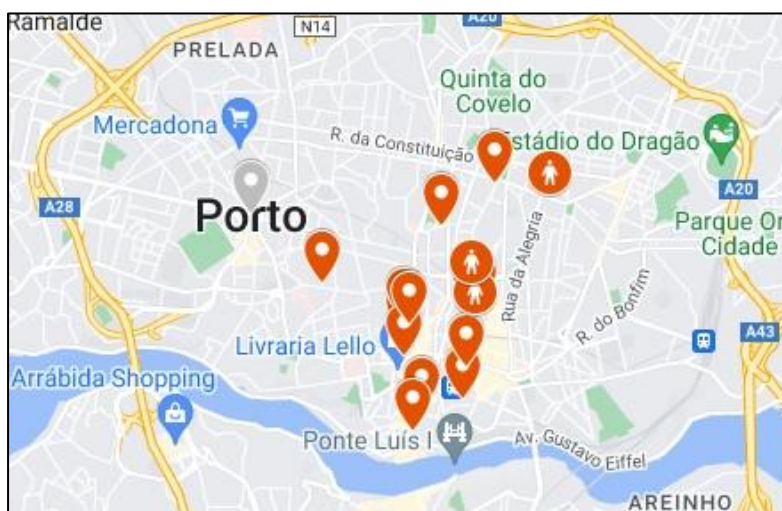 Ramalde
N14
A20
PRELADA
Quinta do
Covelo
Mercadona
R. da Constituição
Estádio do Dragão
A20
A28
Porto
Parque Or
Cidade
Rua da Alegria
R. do Bonfim
A43
Livraria Lello
Arrábida Shopping
Ponte Luís I
Av. Gustavo Eiffel
AREINHO